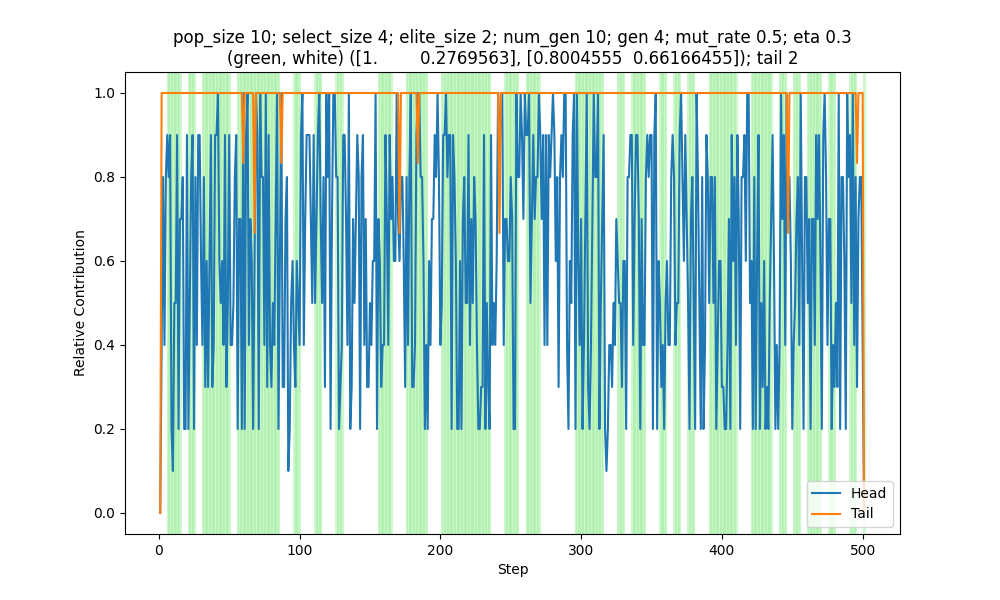 pop_size 10; select_size 4; elite_size 2; num_gen 10; gen 4; mut_rate 0.5; eta 0.3
(green, white) ([1.         0.2769563], [0.8004555  0.66166455]); tail 2
1.0
0.8
0.6
0.4
0.2
0.0
Relative Contribution
Head
Tail
0
100
200
300
400
500
Step